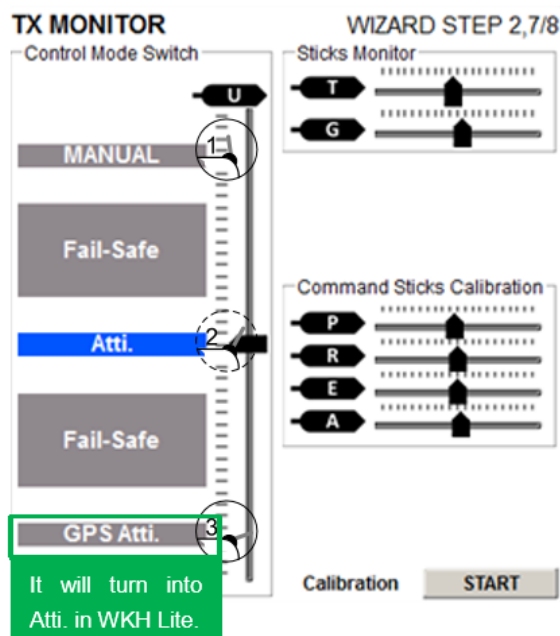 TX MONITOR
WIZARD STEP 2,7/8
Control Mode Switch
U
1
MANUAL
Fail-Safe
2
Atti.
Fail-Safe
3
GPS Atti.
It will turn into
Atti. in WKH Lite.
Sticks Monitor
T
G
Command Sticks Calibration
P
R
E
A
Calibration
START